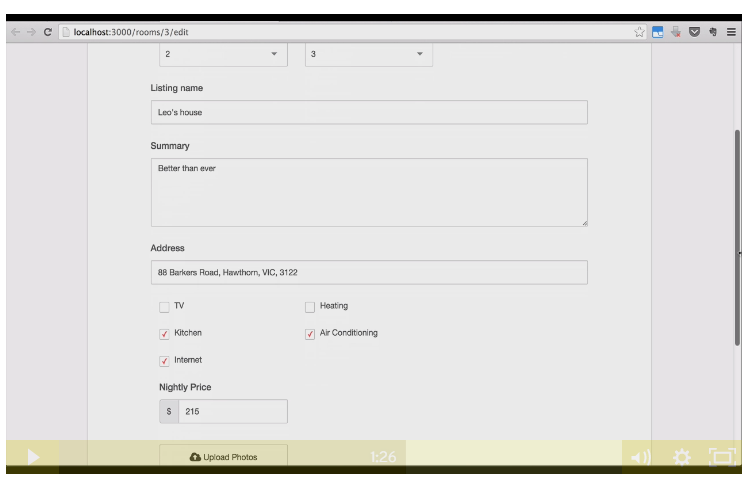 localhost:3000/rooms/3/edit
2 3
Listing name
Leo's house
Summary
Better than ever
Address
88 Barkers Road, Hawthorn, VIC, 3122
TV Heating
Kitchen Air Conditioning
Internet
Nightly Price
$ 215
Upload Photos
1:26